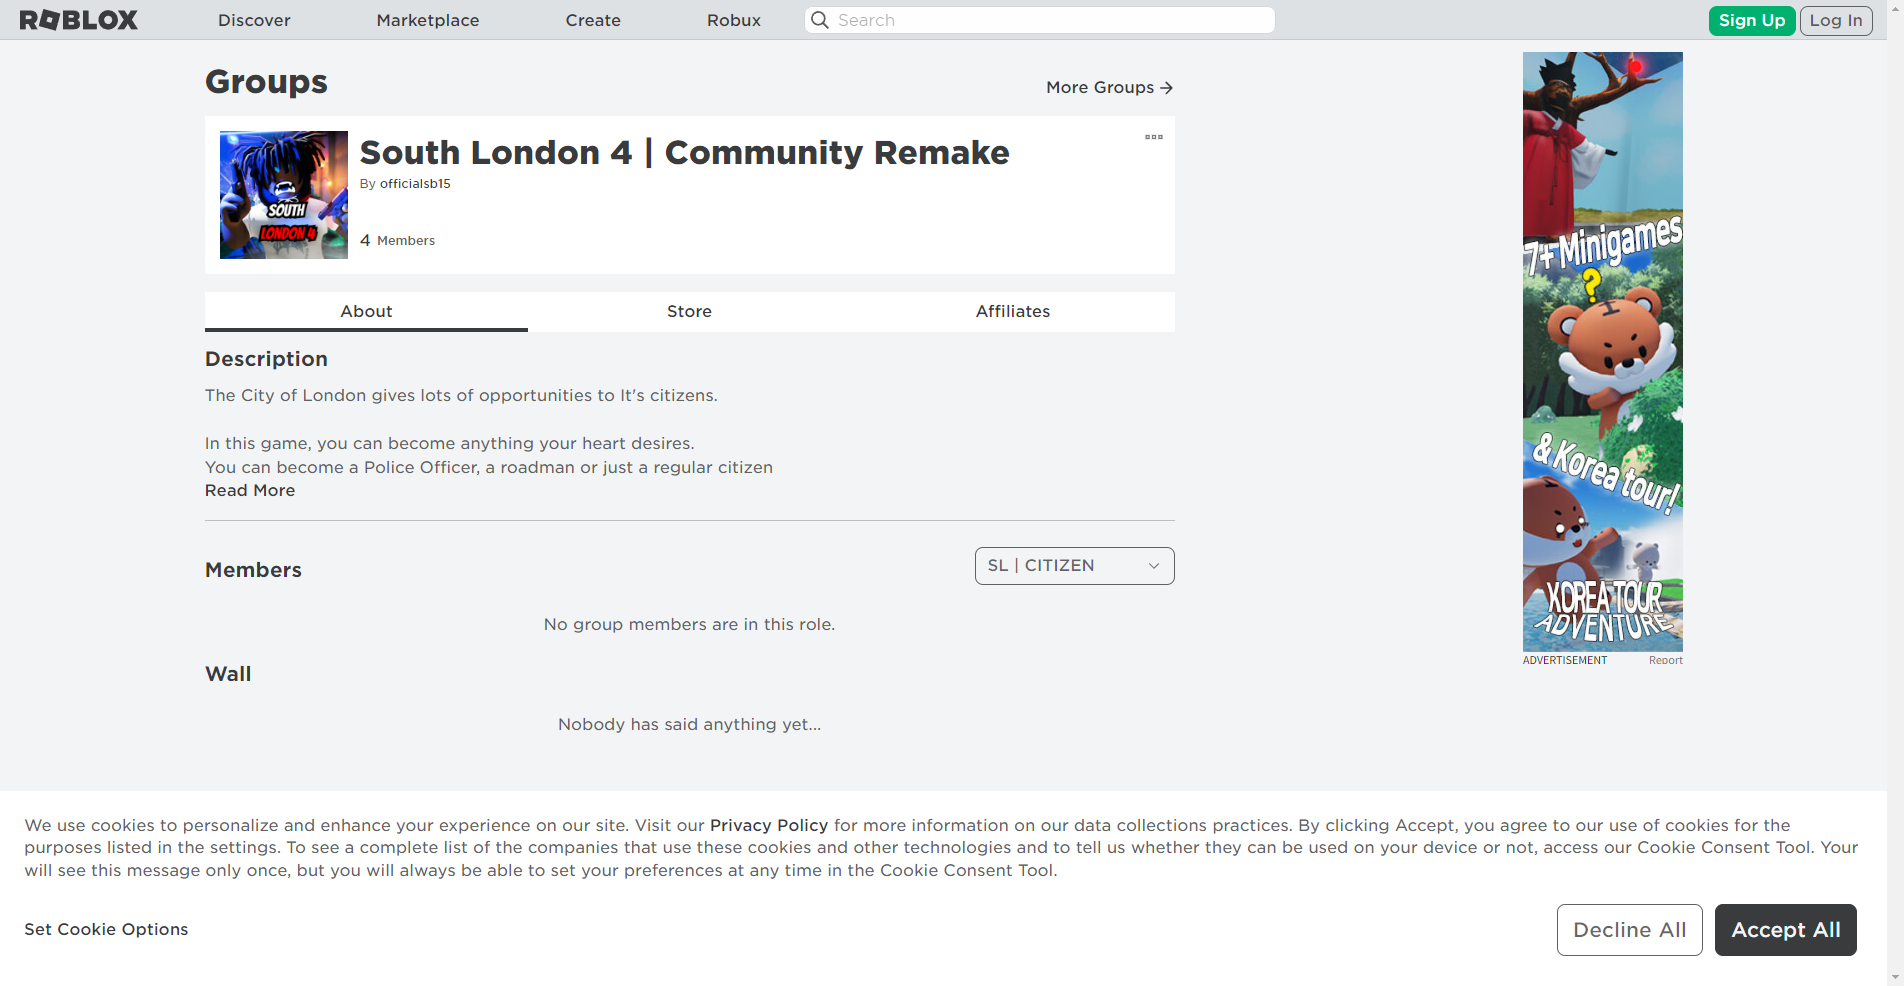 ROBLOX
Discover
Marketplace
Create
Robux
Search
Sign Up
Log In
Groups
More Groups
South London 4 | Community Remake
By officialsb15
4 Members
SOUTH
LONDON 4
About
Store
Affiliates
Description
The City of London gives lots of opportunities to It's citizens.
In this game, you can become anything your heart desires.
You can become a Police Officer, a roadman or just a regular citizen
Read More
Members
SL | CITIZEN
No group members are in this role.
Wall
Nobody has said anything yet...
7+ Minigames
?
& Korea tour!
KOREA TOUR
ADVENTURE
ADVERTISEMENT
Report
We use cookies to personalize and enhance your experience on our site. Visit our Privacy Policy for more information on our data collections practices. By clicking Accept, you agree to our use of cookies for the
purposes listed in the settings. To see a complete list of the companies that use these cookies and other technologies and to tell us whether they can be used on your device or not, access our Cookie Consent Tool. Your
will see this message only once, but you will always be able to set your preferences at any time in the Cookie Consent Tool.
Set Cookie Options
Decline All
Accept All